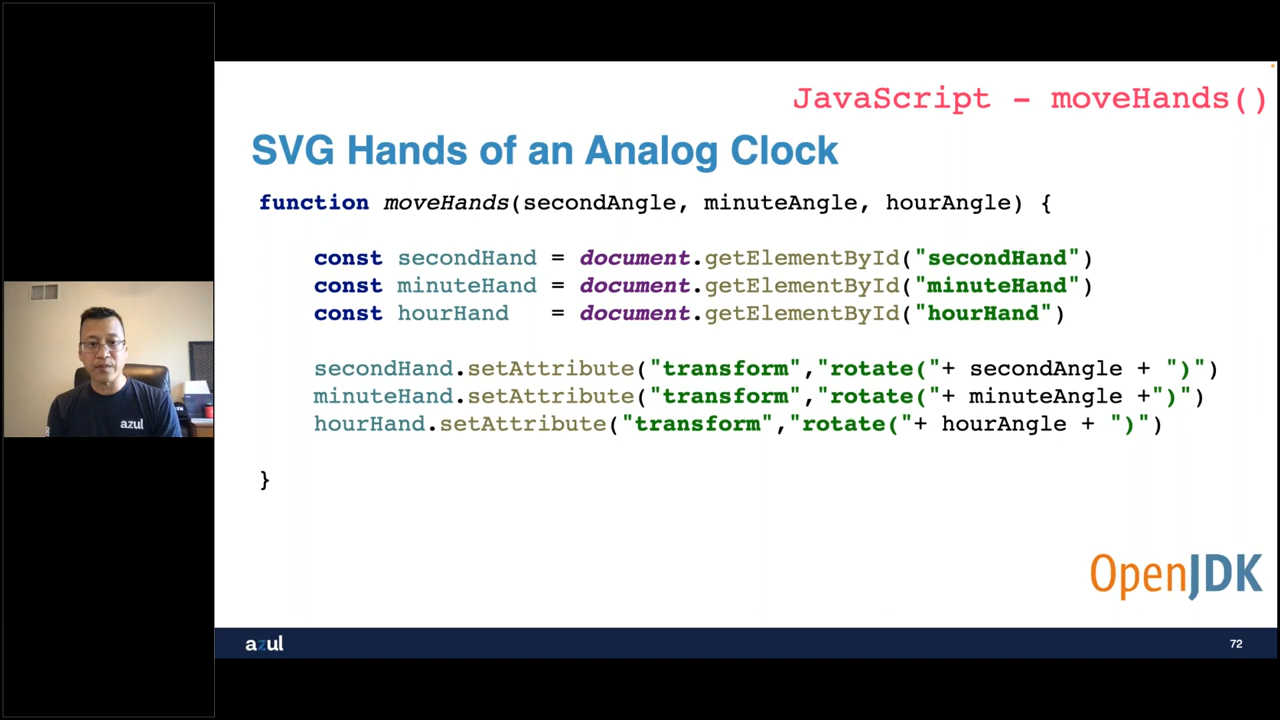 JavaScript - moveHands()
SVG Hands of an Analog Clock
function moveHands(secondAngle, minuteAngle, hourAngle) {
const secondHand = document.getElementById("secondHand")
const minuteHand = document.getElementById("minuteHand")
const hourHand   = document.getElementById("hourHand")
secondHand.setAttribute("transform","rotate("+ secondAngle + ")")
minuteHand.setAttribute("transform","rotate("+ minuteAngle +")")
hourHand.setAttribute("transform","rotate("+ hourAngle + ")")
}
azul
OpenJDK
azul
72